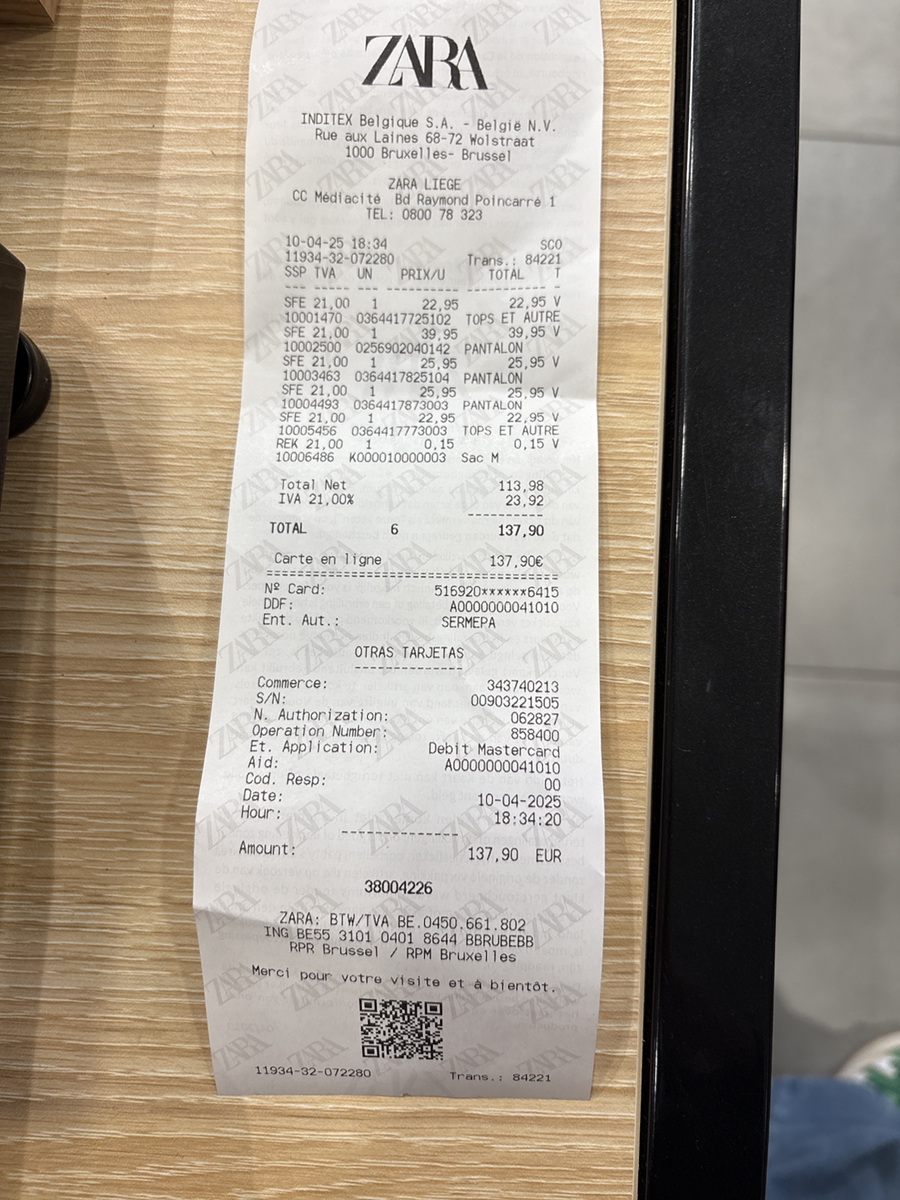 ZARA
INDITEX Belgique S.A. - België N.V.
Rue aux Laines 68-72 Wolstraat
1000 Bruxelles- Brussel
ZARA LIEGE
CC Médiacité Bd Raymond Poincarré 1
TEL: 0800 78 323
10-04-25 18:34 SCO
11934-32-072280 Trans.: 84221
SSP TVA UN PRIX/U TOTAL T
--- --- --- ---------- ---------- -
SFE 21,00 1 22,95 22,95 V
10001470 0364417725102 TOPS ET AUTRE
SFE 21,00 1 39,95 39,95 V
10002500 0256902040142 PANTALON
SFE 21,00 1 25,95 25,95 V
10003463 0364417825104 PANTALON
SFE 21,00 1 25,95 25,95 V
10004493 0364417873003 PANTALON
SFE 21,00 1 22,95 22,95 V
10005456 0364417773003 TOPS ET AUTRE
REK 21,00 1 0,15 0,15 V
10006486 K000010000003 Sac M
Total Net 113,98
IVA 21,00% 23,92
----------
TOTAL 6 137,90
Carte en ligne 137,90€
======================================
Nº Card: 516920******6415
DDF: A0000000041010
Ent. Aut.: SERMEPA
OTRAS TARJETAS
--------------
Commerce: 343740213
S/N: 00903221505
N. Authorization: 062827
Operation Number: 858400
Et. Application: Debit Mastercard
Aid: A0000000041010
Cod. Resp: 00
Date: 10-04-2025
Hour: 18:34:20
--------------
Amount: 137,90 EUR
38004226
ZARA: BTW/TVA BE.0450.661.802
ING BE55 3101 0401 8644 BBRUBEBB
RPR Brussel / RPM Bruxelles
Merci pour votre visite et à bientôt.
11934-32-072280 Trans.: 84221